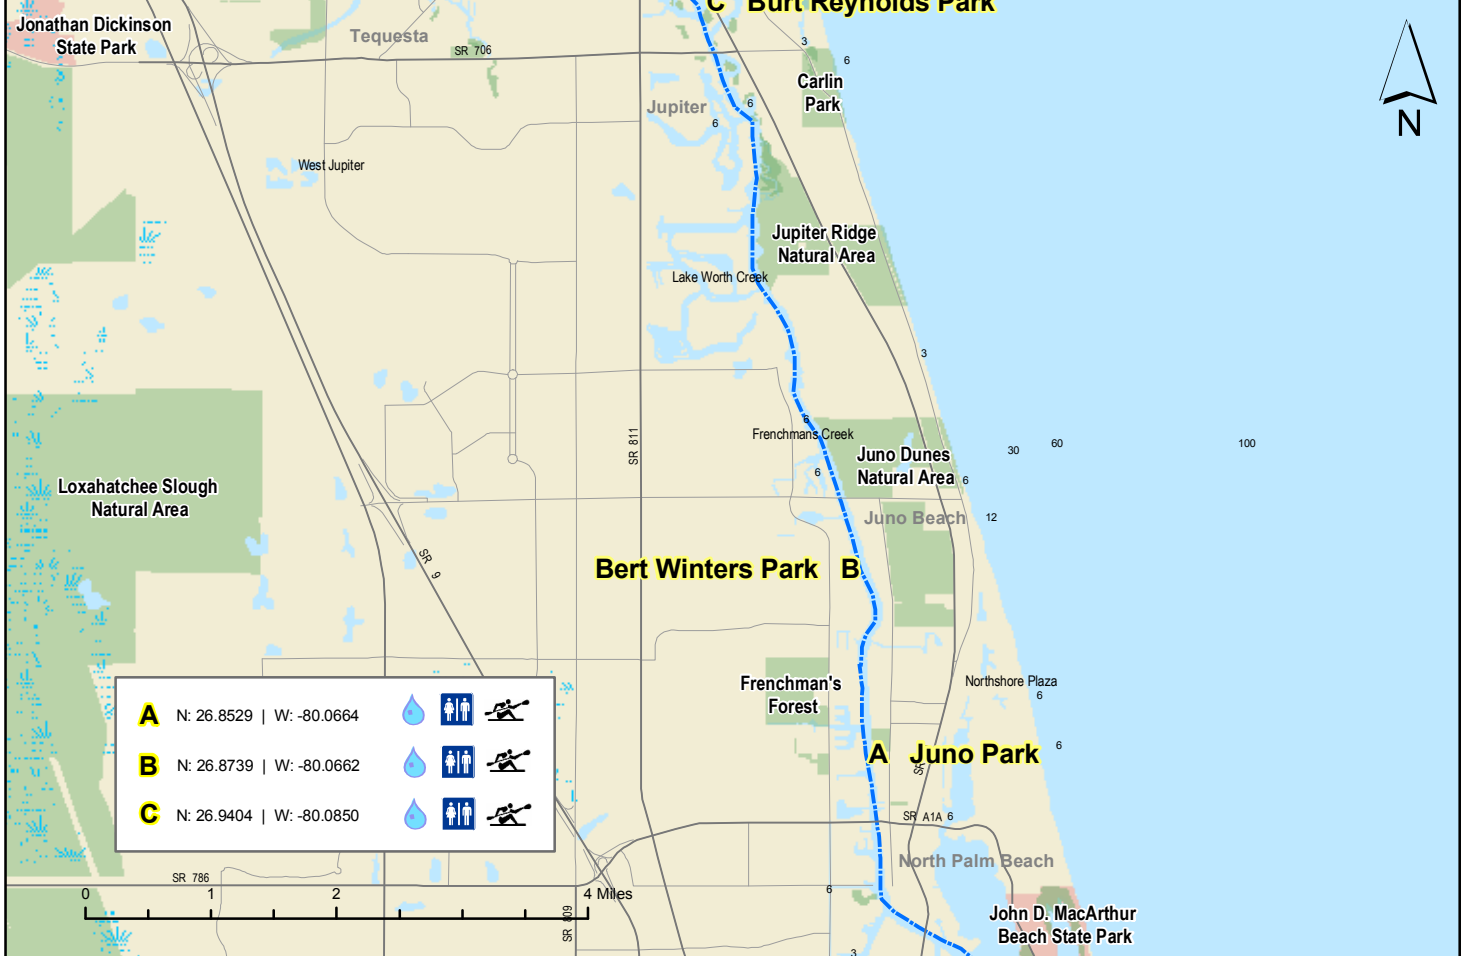 C Burt Reynolds Park
Jonathan Dickinson
State Park
Tequesta
SR 706
3
6
Carlin
Park
N
Jupiter
6
6
West Jupiter
Jupiter Ridge
Natural Area
Lake Worth Creek
3
6
Frenchmans Creek
SR 811
30
60
100
Juno Dunes
Natural Area
6
6
Loxahatchee Slough
Natural Area
Juno Beach
12
SR 9
Bert Winters Park B
Frenchman's
Forest
Northshore Plaza
6
A N: 26.8529 | W: -80.0664
B N: 26.8739 | W: -80.0662
C N: 26.9404 | W: -80.0850
A Juno Park
6
SR
SR A1A 6
North Palm Beach
SR 786
0 1 2 4 Miles
6
SR 809
John D. MacArthur
Beach State Park
3